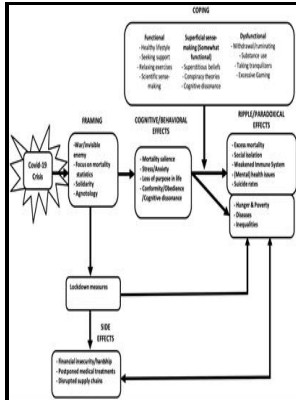 COPING
Functional
- Healthy lifestyle
- Seeking support
- Relaxing exercises
- Scientific sense-
making
Superficial sense-
making (Somewhat
functional)
- Superstitious beliefs
- Conspiracy theories
- Cognitive dissonance
Dysfunctional
- Withdrawal/ruminating
- Substance use
- Taking tranquilizers
- Excessive Gaming
Covid-19
Crisis
FRAMING
- War/Invisible
enemy
- Focus on mortality
statistics
- Solidarity
- Agnotology
COGNITIVE/BEHAVIORAL
EFFECTS
- Mortality salience
- Stress/Anxiety
- Loss of purpose in life
- Conformity/Obedience
/Cognitive dissonance
RIPPLE/PARADOXICAL
EFFECTS
- Excess mortality
- Social isolation
- Weakened Immune System
- (Mental) health issues
- Suicide rates
- Hunger & Poverty
- Diseases
- Inequalities
Lockdown measures
SIDE
EFFECTS
- Financial insecurity/hardship
- Postponed medical treatments
- Disrupted supply chains